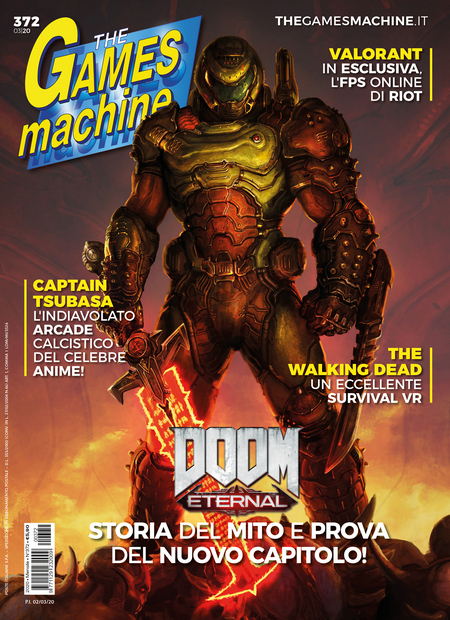 372
03|20
THE
GAMES
machine
THEGAMESMACHINE.IT
VALORANT
IN ESCLUSIVA,
L'FPS ONLINE
DI RIOT
CAPTAIN
TSUBASA
L'INDIAVOLATO
ARCADE
CALCISTICO
DEL CELEBRE
ANIME!
THE
WALKING DEAD
UN ECCELLENTE
SURVIVAL VR
DOOM
ETERNAL
STORIA DEL MITO E PROVA
DEL NUOVO CAPITOLO!
P.I. 02/03/20